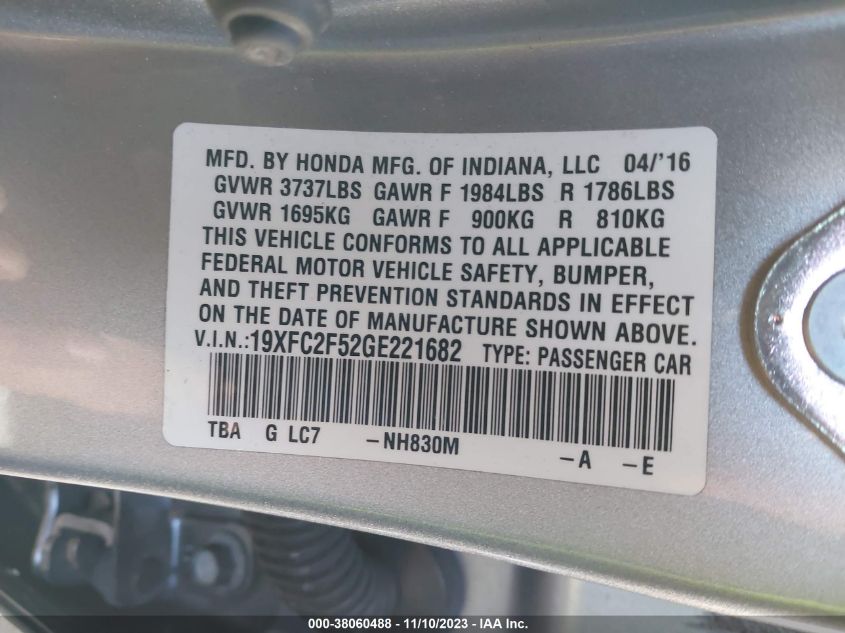 MFD. BY HONDA MFG. OF INDIANA, LLC 04/'16
GVWR 3737LBS GAWR F 1984LBS R 1786LBS
GVWR 1695KG GAWR F 900KG R 810KG
THIS VEHICLE CONFORMS TO ALL APPLICABLE
FEDERAL MOTOR VEHICLE SAFETY, BUMPER,
AND THEFT PREVENTION STANDARDS IN EFFECT
ON THE DATE OF MANUFACTURE SHOWN ABOVE.
V.I.N.:19XFC2F52GE221682 TYPE: PASSENGER CAR
TBA G LC7 -NH830M -A -E
000-38060488 - 11/10/2023 - IAA Inc.